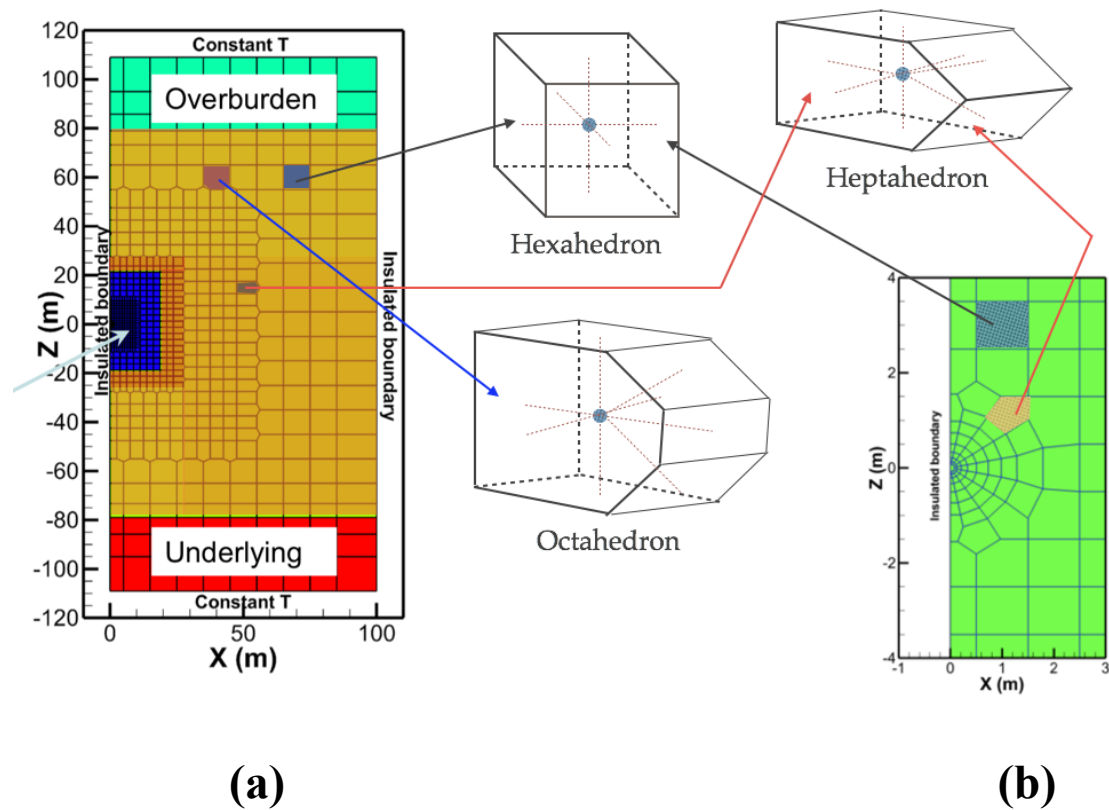 Constant T
Overburden
120
100
80
60
40
20
0
-20
-40
-60
-80
-100
-120
Z (m)
Insulated boundary
Insulated boundary
Underlying
Constant T
0
50
100
X (m)
Hexahedron
Heptahedron
Octahedron
4
2
0
-2
-4
Z (m)
Insulated boundary
-1
0
1
2
3
X (m)
(a)
(b)